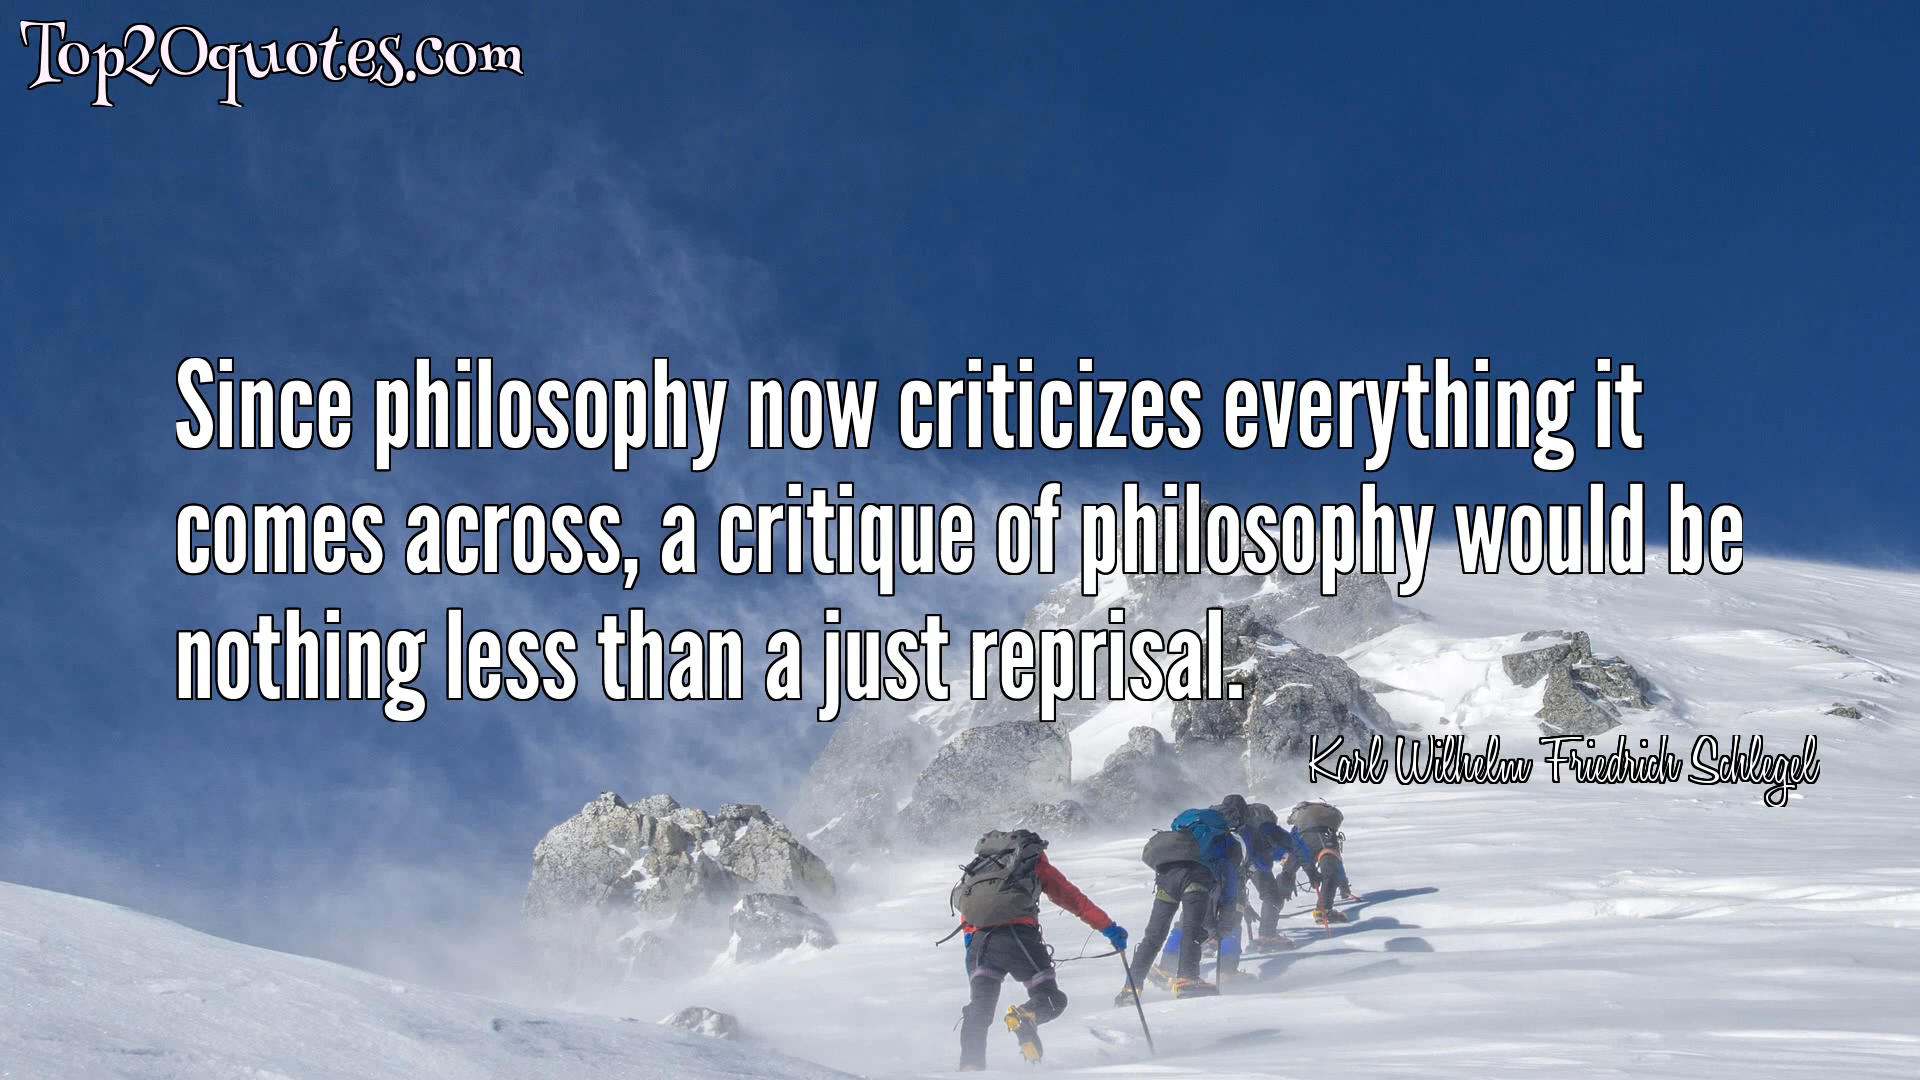 Top20quotes.com
Since philosophy now criticizes everything it
comes across, a critique of philosophy would be
nothing less than a just reprisal.
Karl Wilhelm Friedrich Schlegel